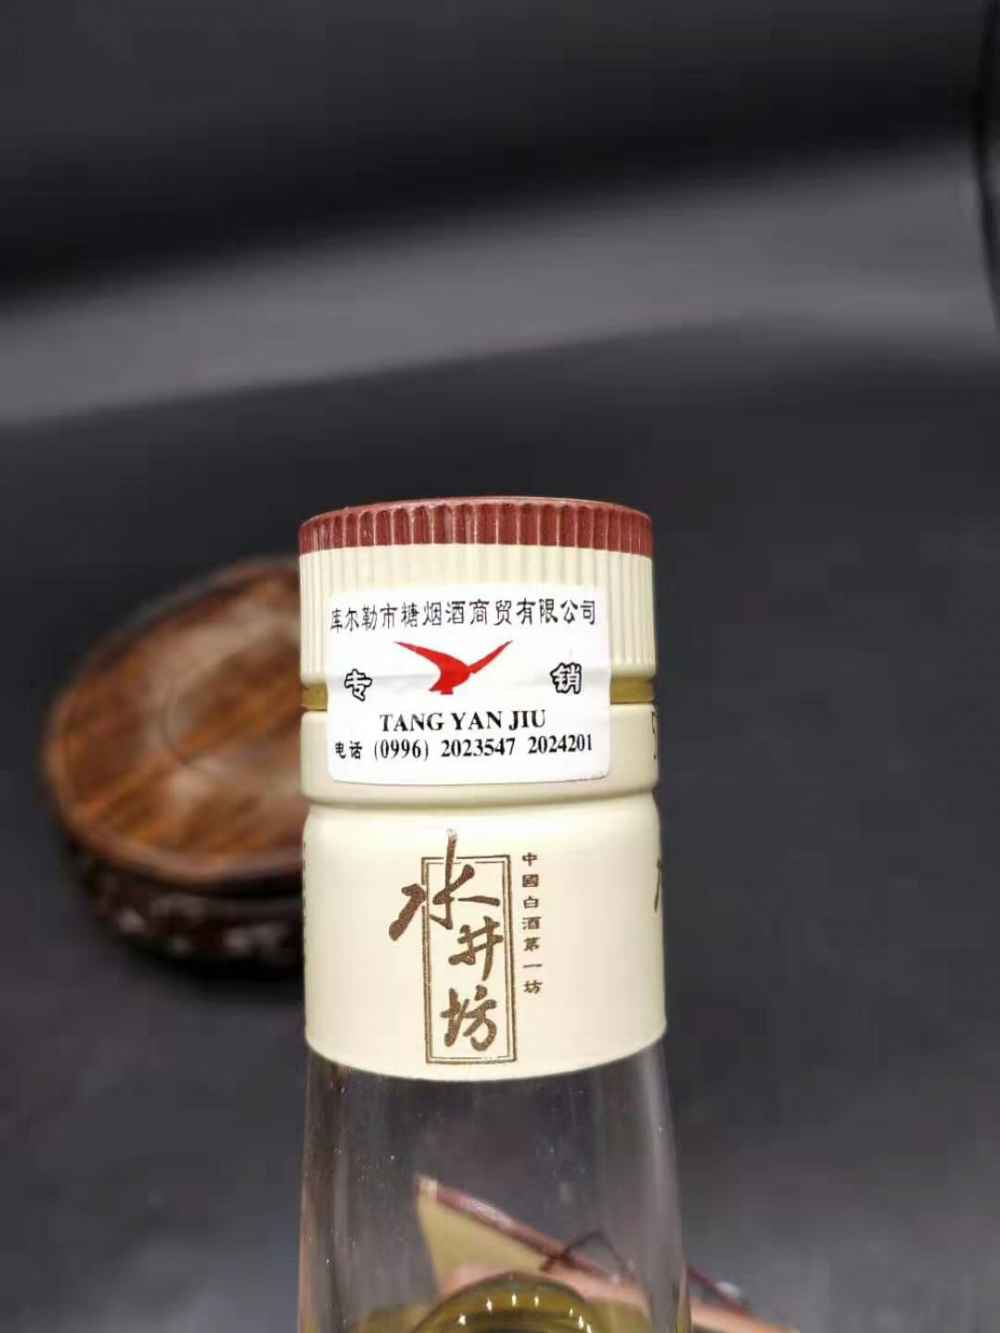 库尔勒市糖烟酒商贸有限公司
专 销
TANG YAN JIU
电话 (0996) 2023547 2024201
水井坊
中國白酒第一坊